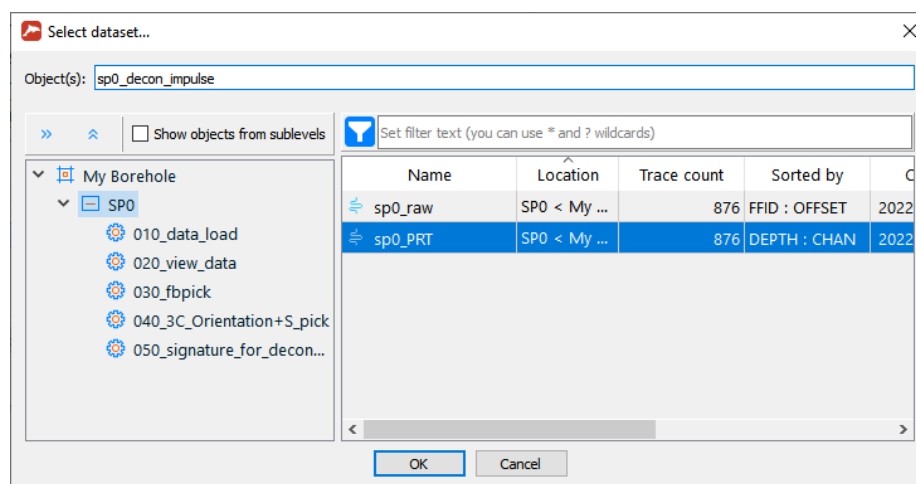 Select dataset...
Object(s): sp0_decon_impulse
Show objects from sublevels
Set filter text (you can use * and ? wildcards)
My Borehole
SP0
010_data_load
020_view_data
030_fbpick
040_3C_Orientation+S_pick
050_signature_for_decon...
Name Location Trace count Sorted by C
sp0_raw SP0 < My ... 876 FFID : OFFSET 2022
sp0_PRT SP0 < My ... 876 DEPTH : CHAN 2022
OK Cancel